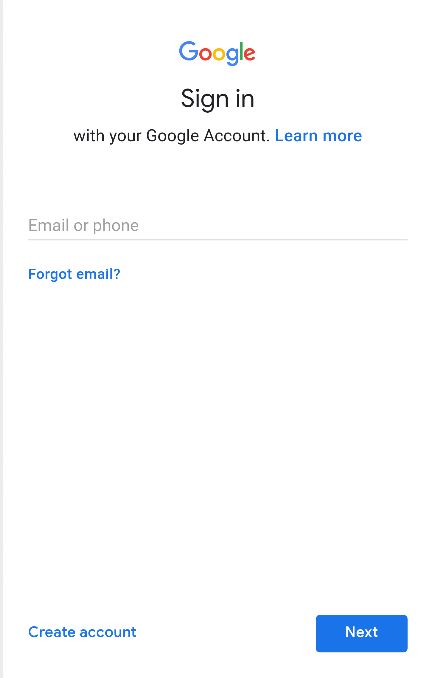 Google
Sign in
with your Google Account. Learn more
Email or phone
Forgot email?
Create account
Next